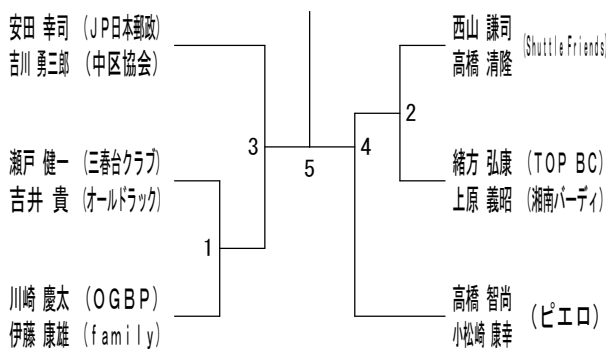 安田 幸司 (JP日本郵政)
吉川 勇三郎 (中区協会)
瀬戸 健一 (三春台クラブ)
吉井 貴 (オールドラック)
川崎 慶太 (OGBP)
伊藤 康雄 (family)
1
3
5
4
2
西山 謙司
高橋 清隆
(Shuttle Friends)
緒方 弘康 (TOP BC)
上原 義昭 (湘南バーディ)
高橋 智尚
小松崎 康幸
(ピエロ)